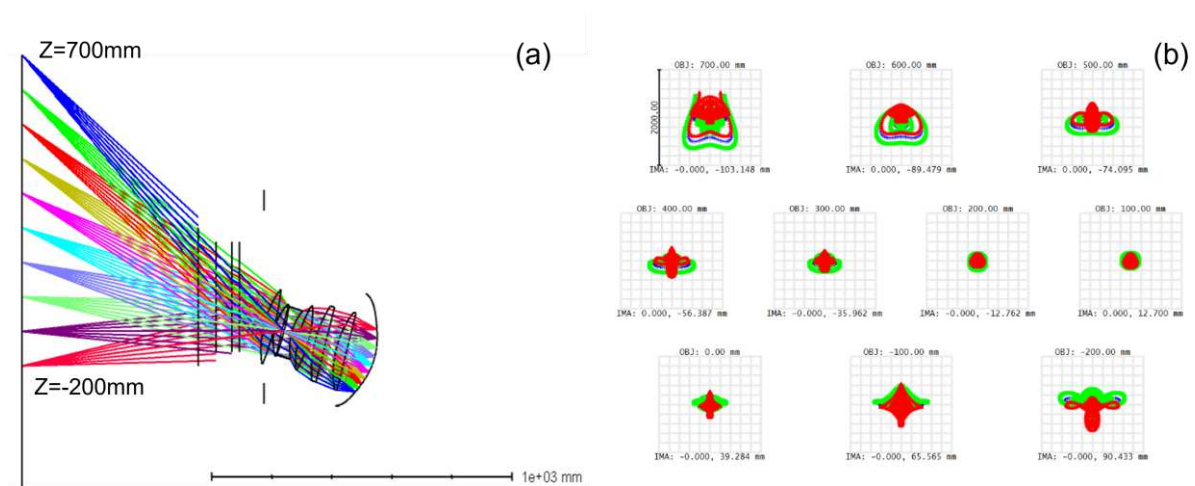 Z=700mm
(a)
Z=-200mm
1e+03 mm
(b)
OBJ: 700.00 mm
2000.00
IMA: -0.000, -103.148 mm
OBJ: 600.00 mm
IMA: 0.000, -89.479 mm
OBJ: 500.00 mm
IMA: 0.000, -74.095 mm
OBJ: 400.00 mm
IMA: 0.000, -56.387 mm
OBJ: 300.00 mm
IMA: -0.000, -35.962 mm
OBJ: 200.00 mm
IMA: -0.000, -12.762 mm
OBJ: 100.00 mm
IMA: 0.000, 12.700 mm
OBJ: 0.00 mm
IMA: -0.000, 39.284 mm
OBJ: -100.00 mm
IMA: -0.000, 65.565 mm
OBJ: -200.00 mm
IMA: -0.000, 90.433 mm